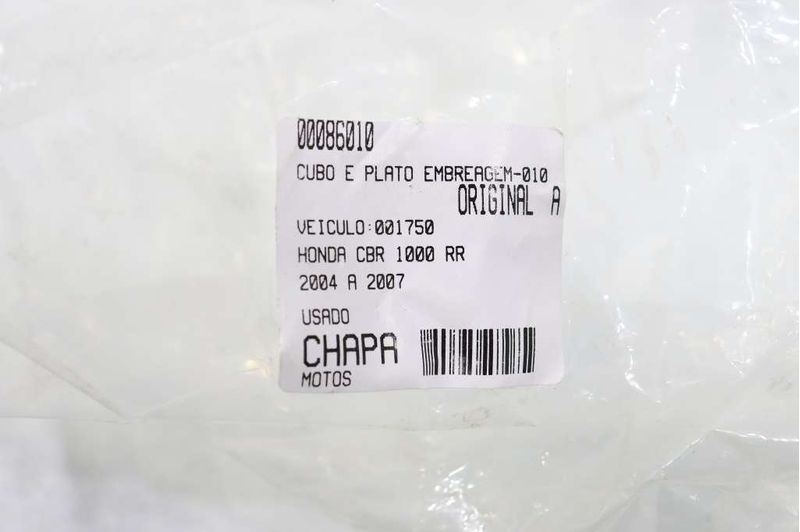 00086010
CUBO E PLATO EMBREAGEM-010
ORIGINAL A
VEICULO:001750
HONDA CBR 1000 RR
2004 A 2007
USADO
CHAPA
MOTOS